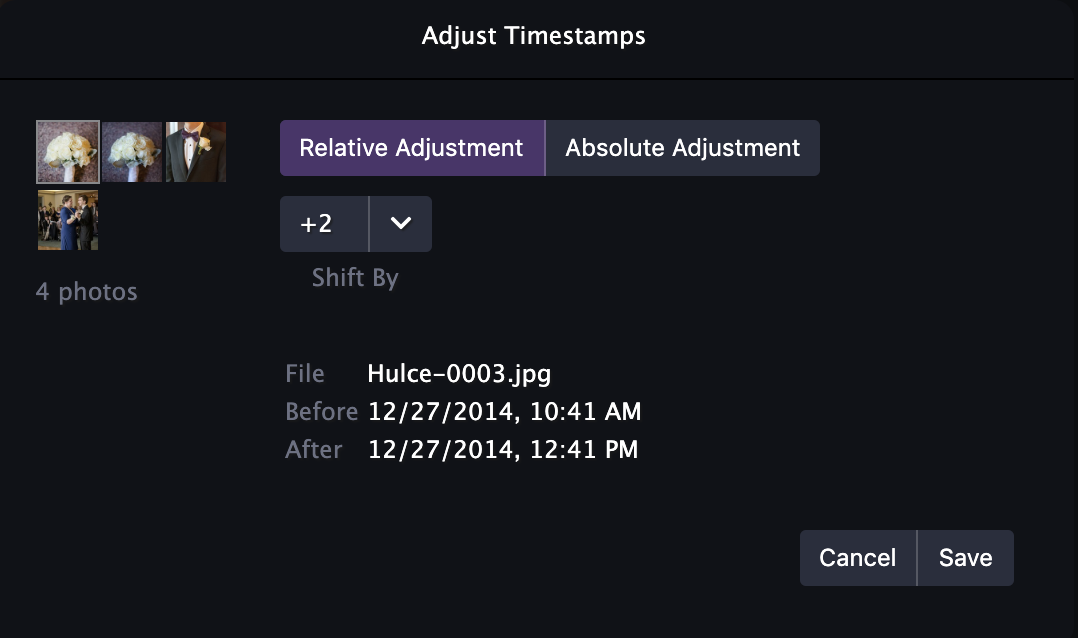 Adjust Timestamps
Relative Adjustment Absolute Adjustment
+2
Shift By
4 photos
File Hulce-0003.jpg
Before 12/27/2014, 10:41 AM
After 12/27/2014, 12:41 PM
Cancel Save